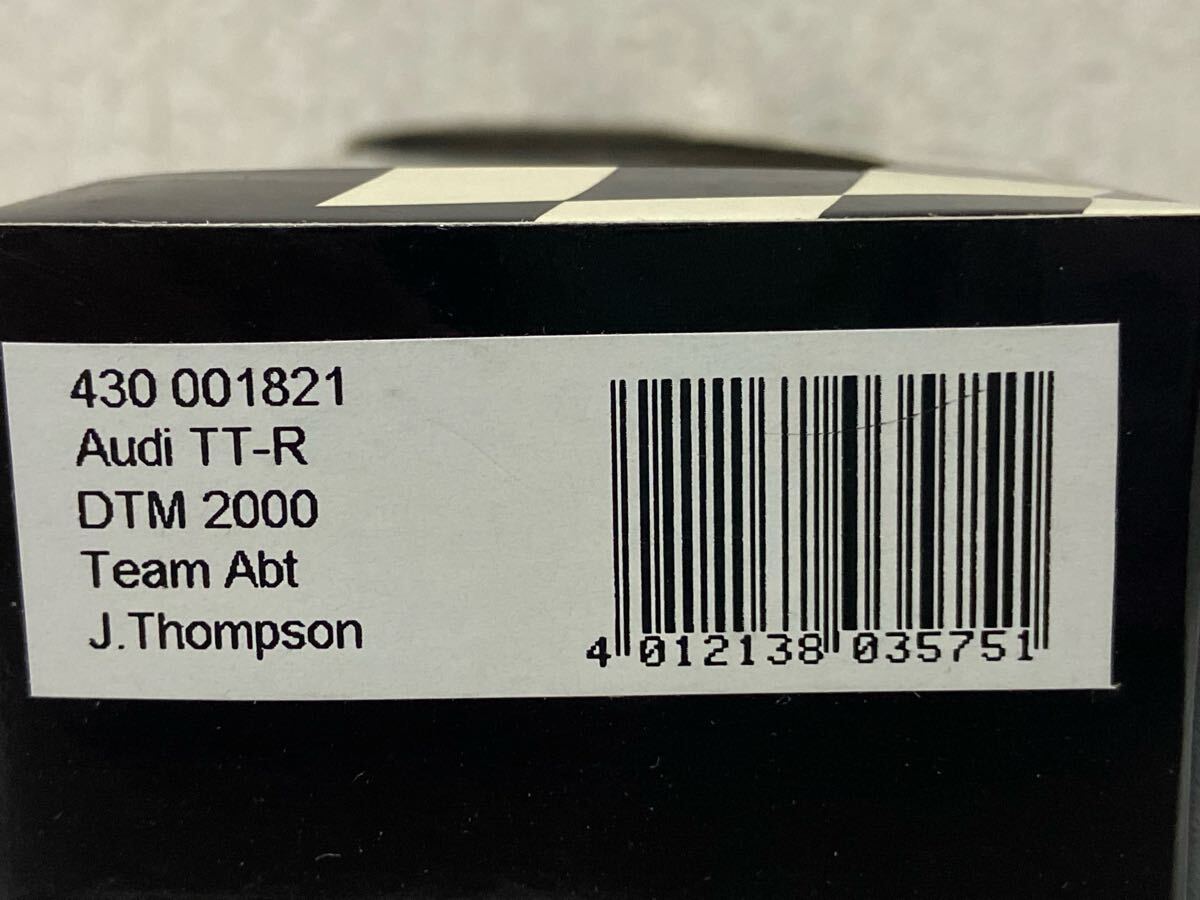 430 001821
Audi TT-R
DTM 2000
Team Abt
J.Thompson
4 012138 035751